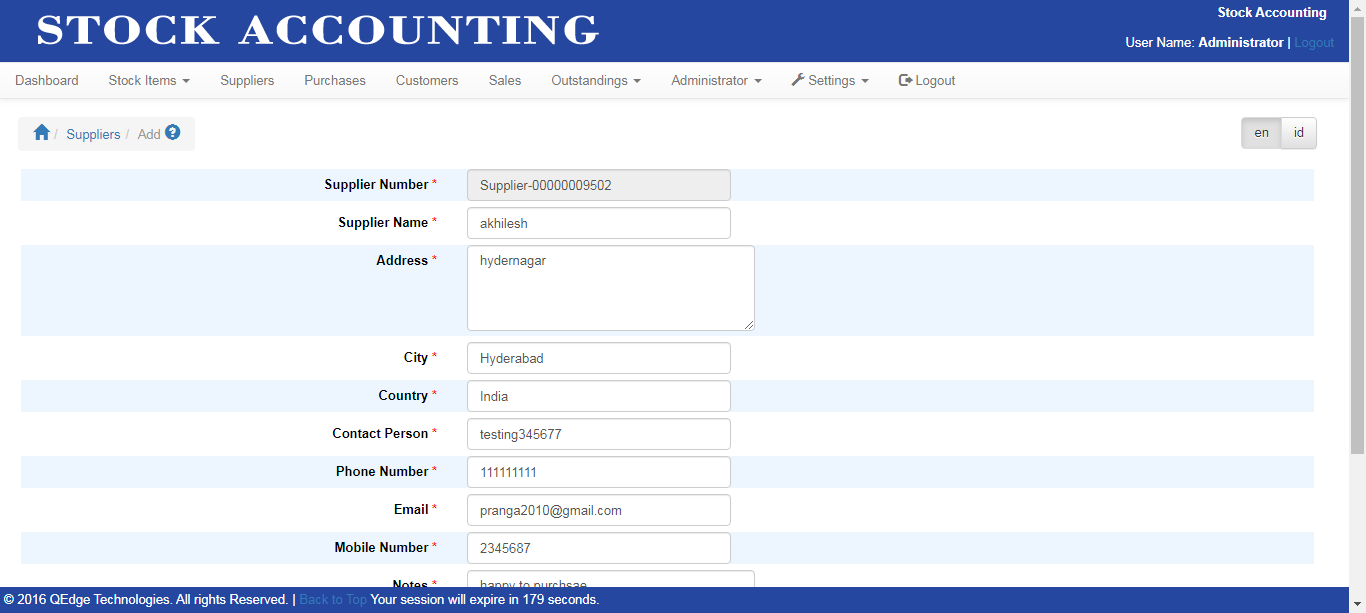 STOCK ACCOUNTING
Stock Accounting
User Name: Administrator | Logout
Dashboard Stock Items Suppliers Purchases Customers Sales Outstandings Administrator Settings Logout
/ Suppliers / Add ?
en id
Supplier Number * Supplier-00000009502
Supplier Name * akhilesh
Address * hydernagar
City * Hyderabad
Country * India
Contact Person * testing345677
Phone Number * 111111111
Email * pranga2010@gmail.com
Mobile Number * 2345687
Notes * happy to purchsae
© 2016 QEdge Technologies. All rights Reserved. | Back to Top Your session will expire in 179 seconds.